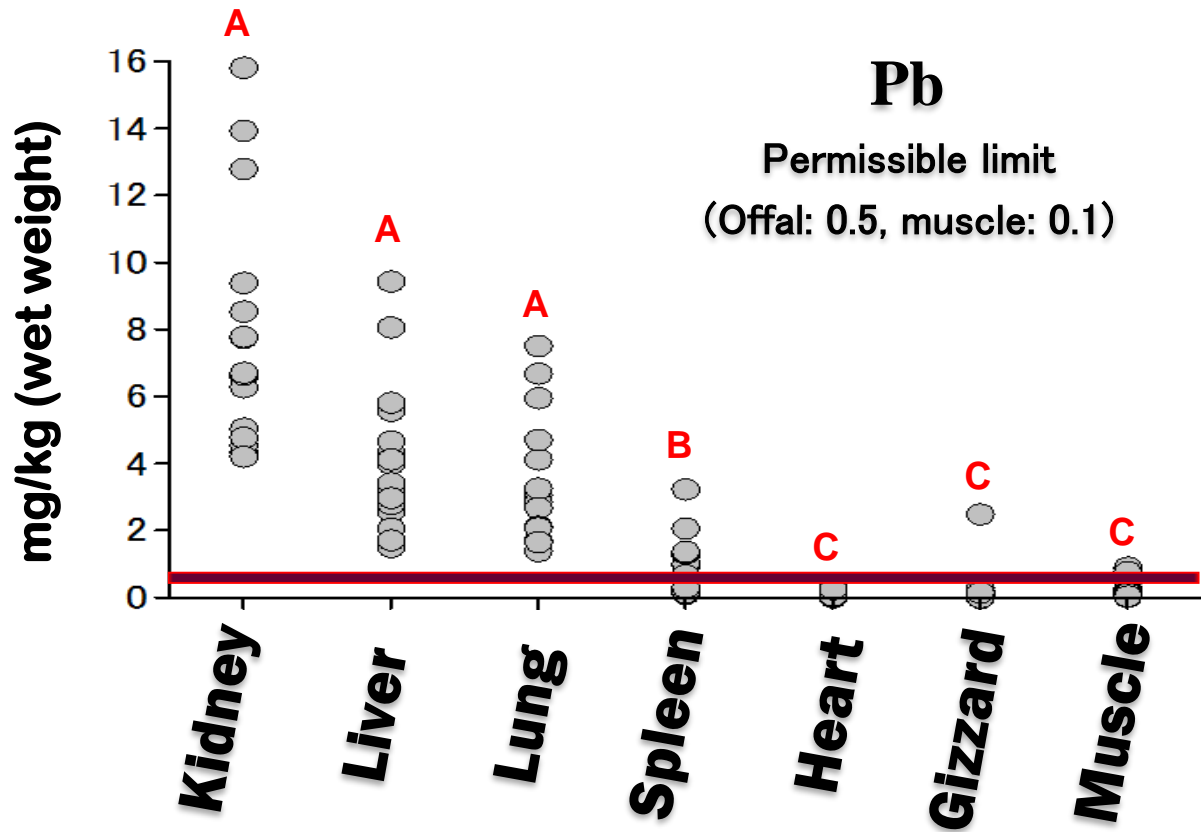 Pb
Permissible limit
(Offal: 0.5, muscle: 0.1)
mg/kg (wet weight)
16
14
12
10
8
6
4
2
0
A
A
A
B
C
C
C
Kidney
Liver
Lung
Spleen
Heart
Gizzard
Muscle